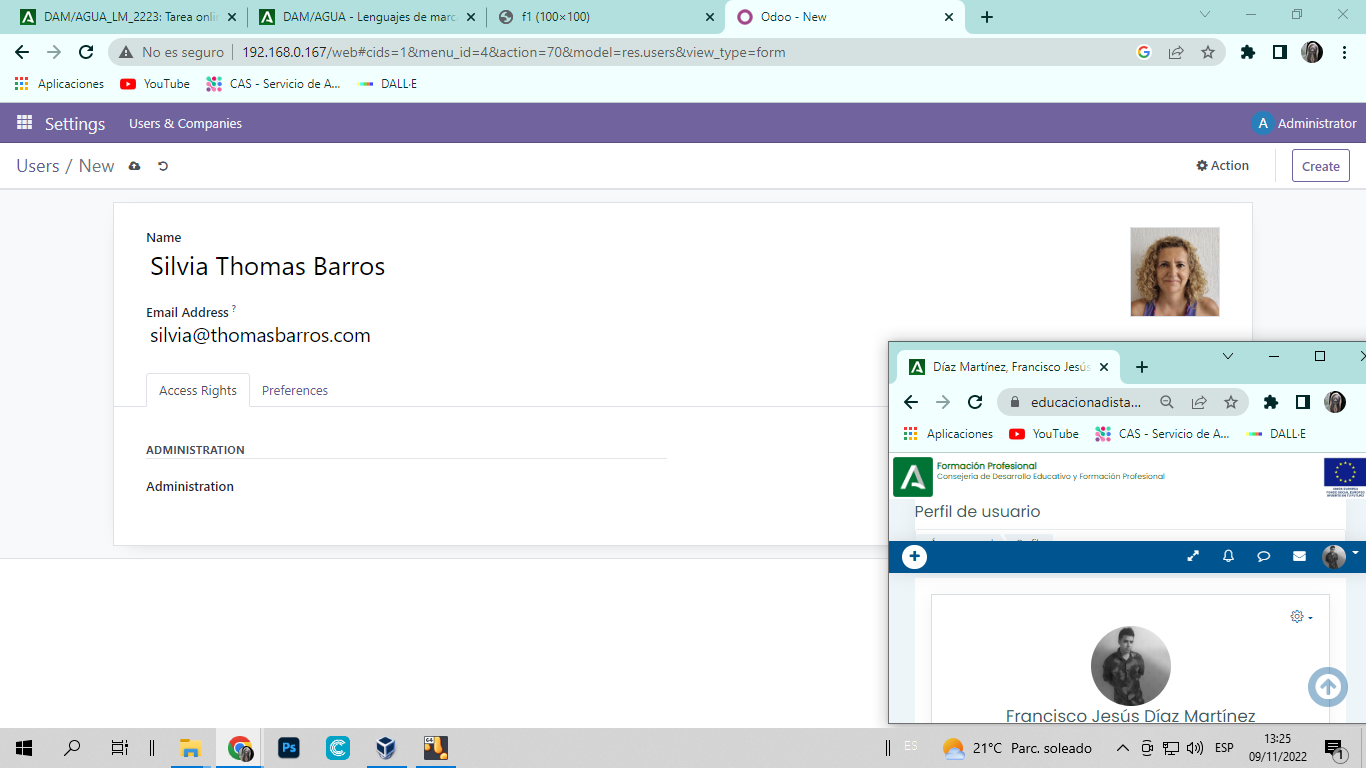 DAM/AGUA_LM_2223: Tarea onli
DAM/AGUA - Lenguajes de marc
f1 (100×100)
Odoo - New
No es seguro
192.168.0.167/web#cids=1&menu_id=4&action=70&model=res.users&view_type=form
Aplicaciones
YouTube
CAS - Servicio de A...
DALL·E
Settings
Users & Companies
A Administrator
Users / New
Action
Create
Name
Silvia Thomas Barros
Email Address ?
silvia@thomasbarros.com
Access Rights
Preferences
ADMINISTRATION
Administration
Díaz Martínez, Francisco Jesús
educacionadista...
Aplicaciones
YouTube
CAS - Servicio de A...
DALL·E
Formación Profesional
Consejería de Desarrollo Educativo y Formación Profesional
Perfil de usuario
Francisco Jesús Díaz Martínez
Ps
C
64
ES
21°C Parc. soleado
ESP
13:25
09/11/2022
1